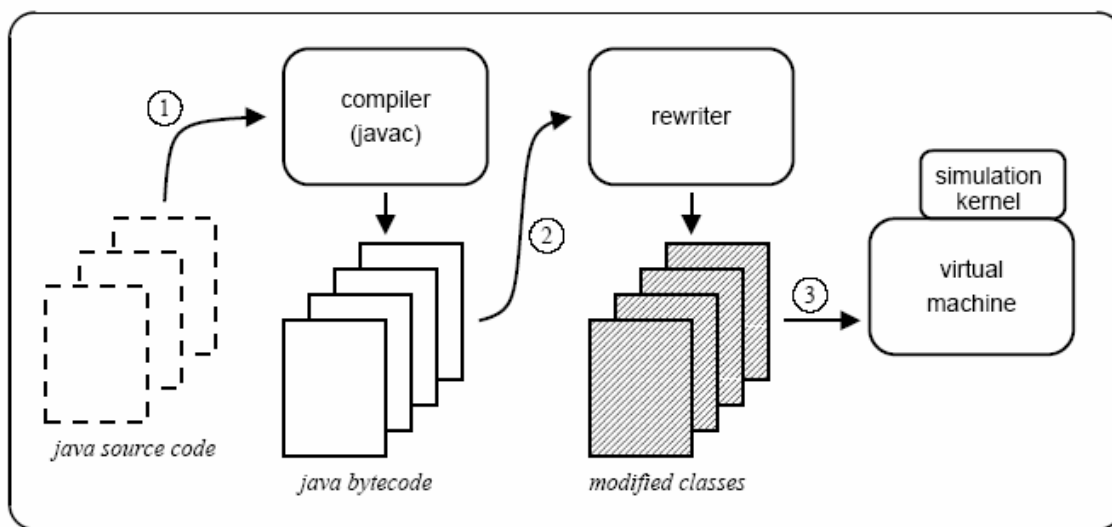 1
compiler
(javac)
rewriter
simulation
kernel
2
3
virtual
machine
java source code
java bytecode
modified classes